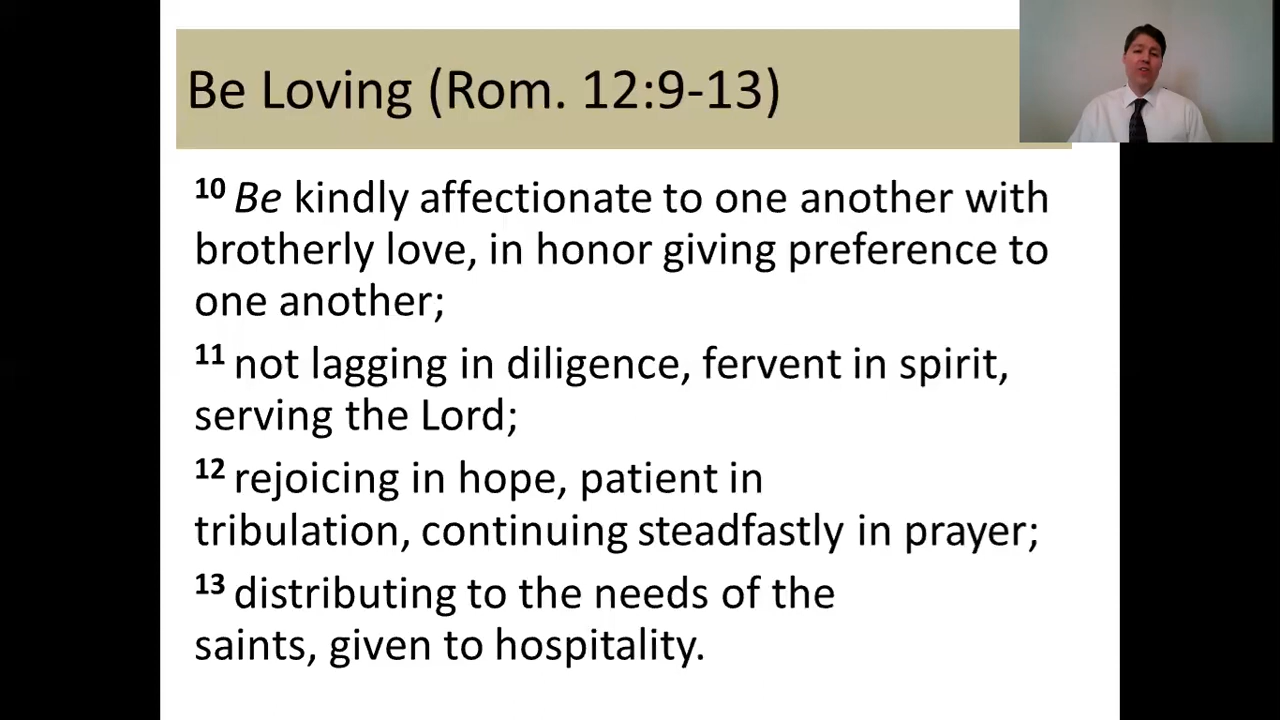 Be Loving (Rom. 12:9-13)
10 Be kindly affectionate to one another with
brotherly love, in honor giving preference to
one another;
11 not lagging in diligence, fervent in spirit,
serving the Lord;
12 rejoicing in hope, patient in
tribulation, continuing steadfastly in prayer;
13 distributing to the needs of the
saints, given to hospitality.